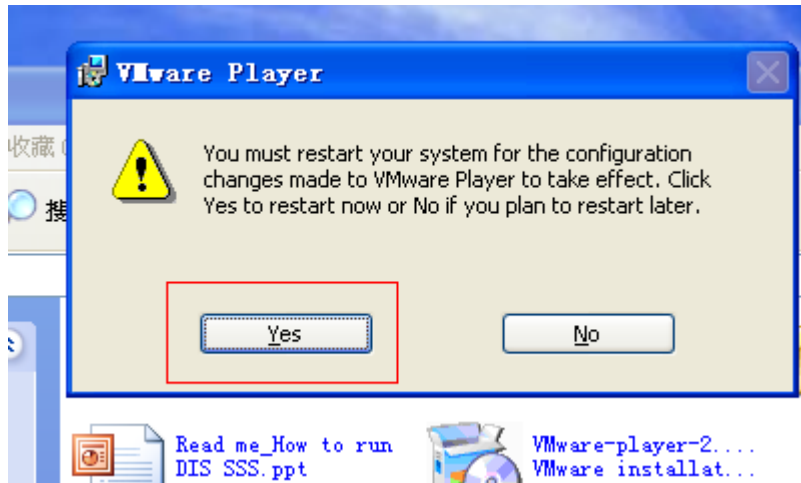 VMware Player
收藏
You must restart your system for the configuration
changes made to VMware Player to take effect. Click
Yes to restart now or No if you plan to restart later.
Yes
No
Read me_How to run
DIS SSS.ppt
VMware-player-2....
VMware installat...